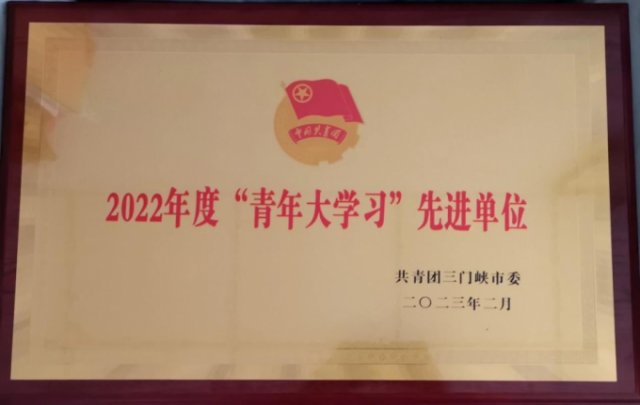 中国共青团
2022年度“青年大学习”先进单位
共青团三门峡市委
二〇二三年二月